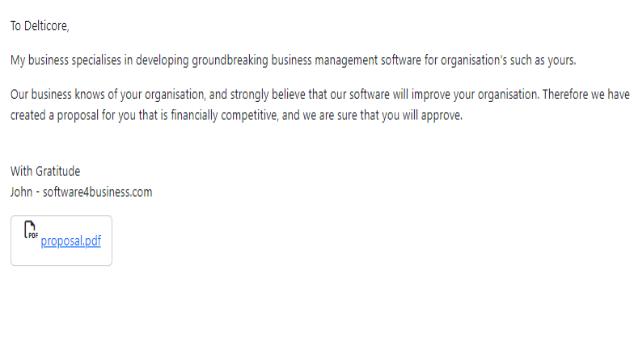 To Delticore,
My business specialises in developing groundbreaking business management software for organisation's such as yours.
Our business knows of your organisation, and strongly believe that our software will improve your organisation. Therefore we have
created a proposal for you that is financially competitive, and we are sure that you will approve.
With Gratitude
John - software4business.com
PDF
proposal.pdf